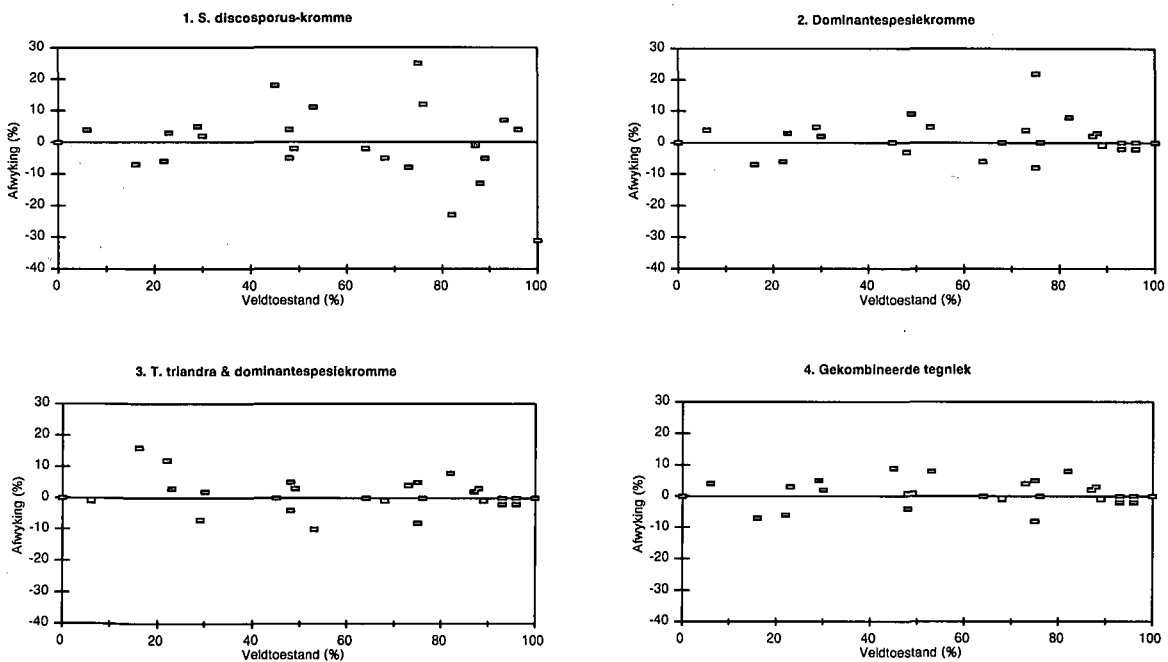 1. S. discosporus-kromme
30
20
10
0
-10
-20
-30
-40
Afwyking (%)
0 20 40 60 80 100
Veldtoestand (%)
2. Dominantespesiekromme
30
20
10
0
-10
-20
-30
-40
Afwyking (%)
0 20 40 60 80 100
Veldtoestand (%)
3. T. triandra & dominantespesiekromme
30
20
10
0
-10
-20
-30
-40
Afwyking (%)
0 20 40 60 80 100
Veldtoestand (%)
4. Gekombineerde tegniek
30
20
10
0
-10
-20
-30
-40
Afwyking (%)
0 20 40 60 80 100
Veldtoestand (%)